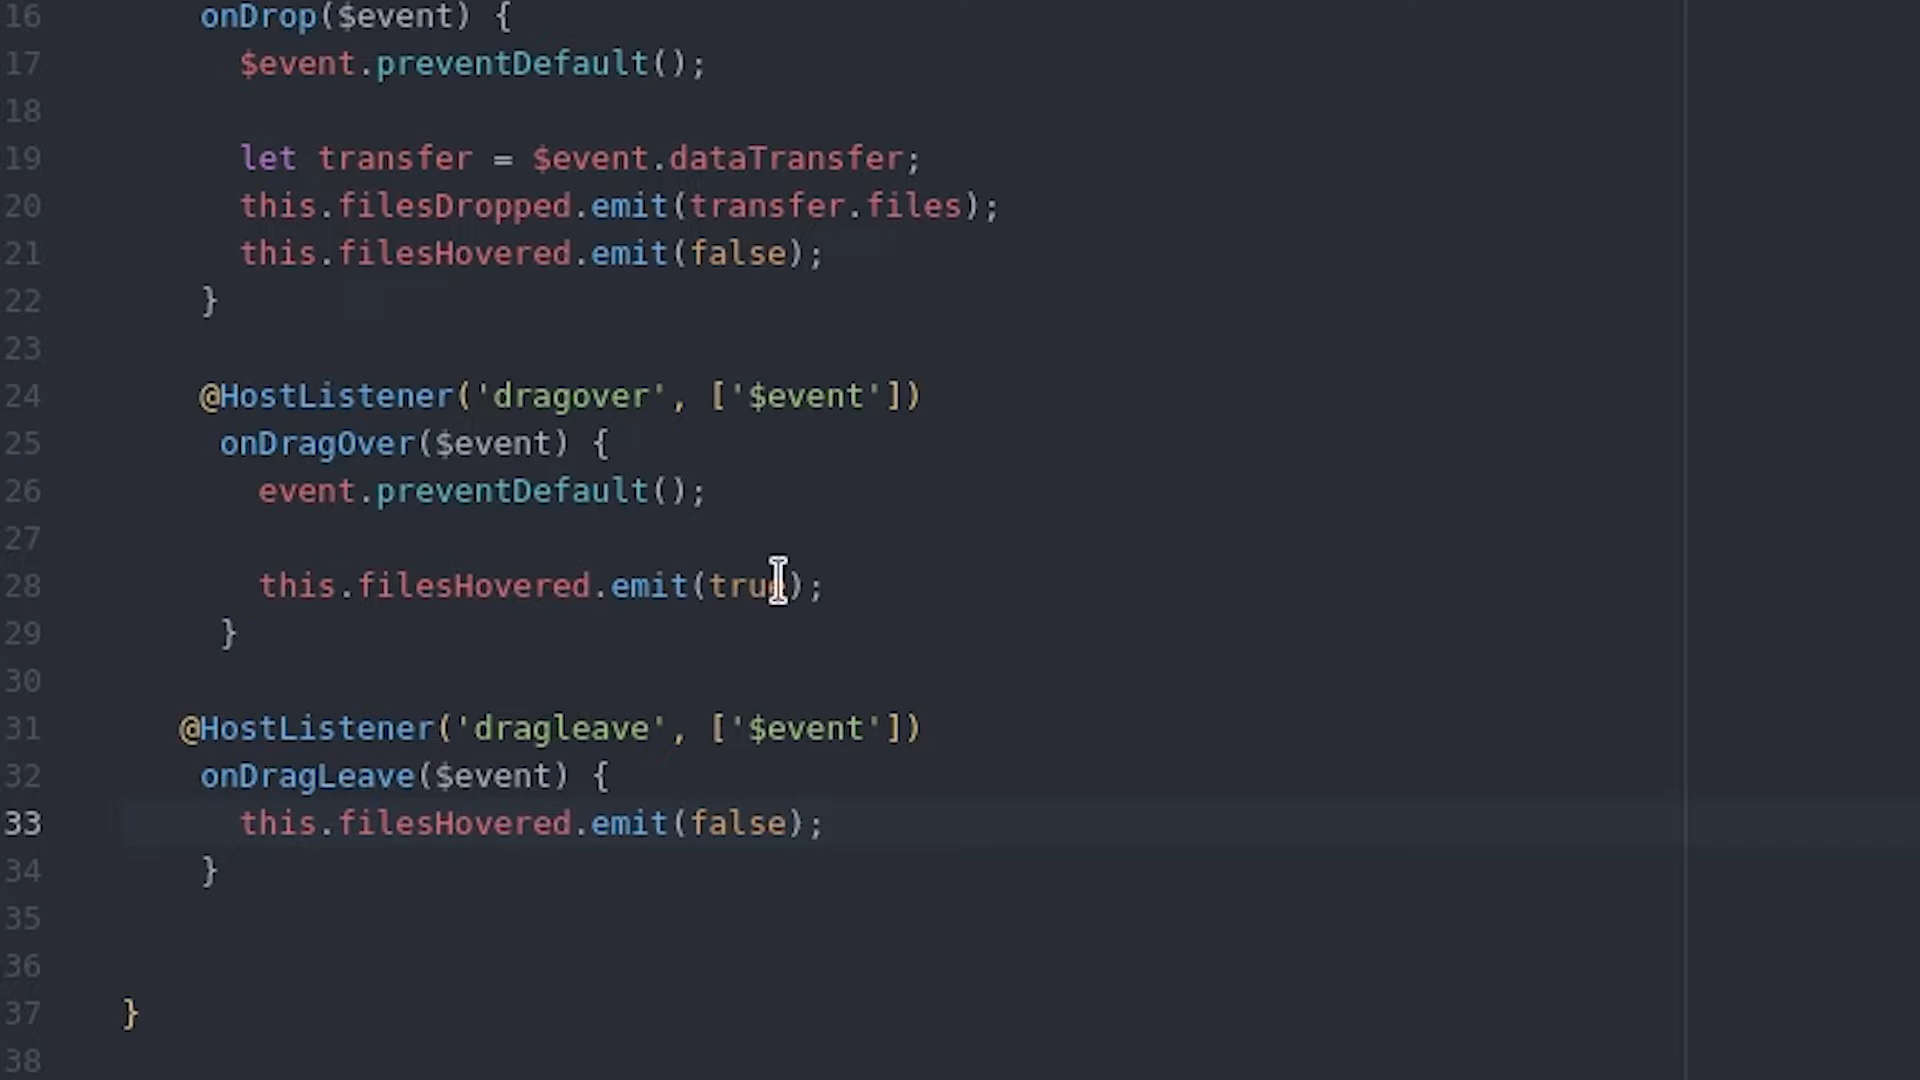 16 onDrop($event) {
17 $event.preventDefault();
18
19 let transfer = $event.dataTransfer;
20 this.filesDropped.emit(transfer.files);
21 this.filesHovered.emit(false);
22 }
23
24 @HostListener('dragover', ['$event'])
25 onDragOver($event) {
26 event.preventDefault();
27
28 this.filesHovered.emit(true);
29 }
30
31 @HostListener('dragleave', ['$event'])
32 onDragLeave($event) {
33 this.filesHovered.emit(false);
34 }
35
36
37 }
38